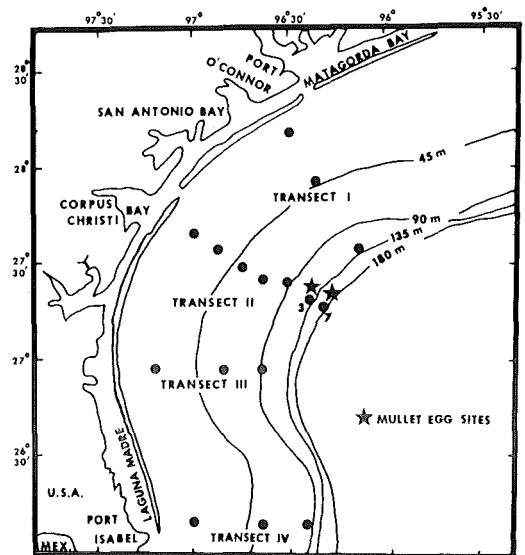 97° 30'
97°
96° 30'
96°
95° 30'
28° 30'
28
27° 30'
27
26° 30'
PORT O'CONNOR
MATAGORDA BAY
SAN ANTONIO BAY
CORPUS CHRISTI BAY
TRANSECT I
45 m
90 m
135 m
180 m
TRANSECT II
3
7
TRANSECT III
MULLET EGG SITES
LAGUNA MADRE
U.S.A.
PORT ISABEL
TRANSECT IV
MEX.